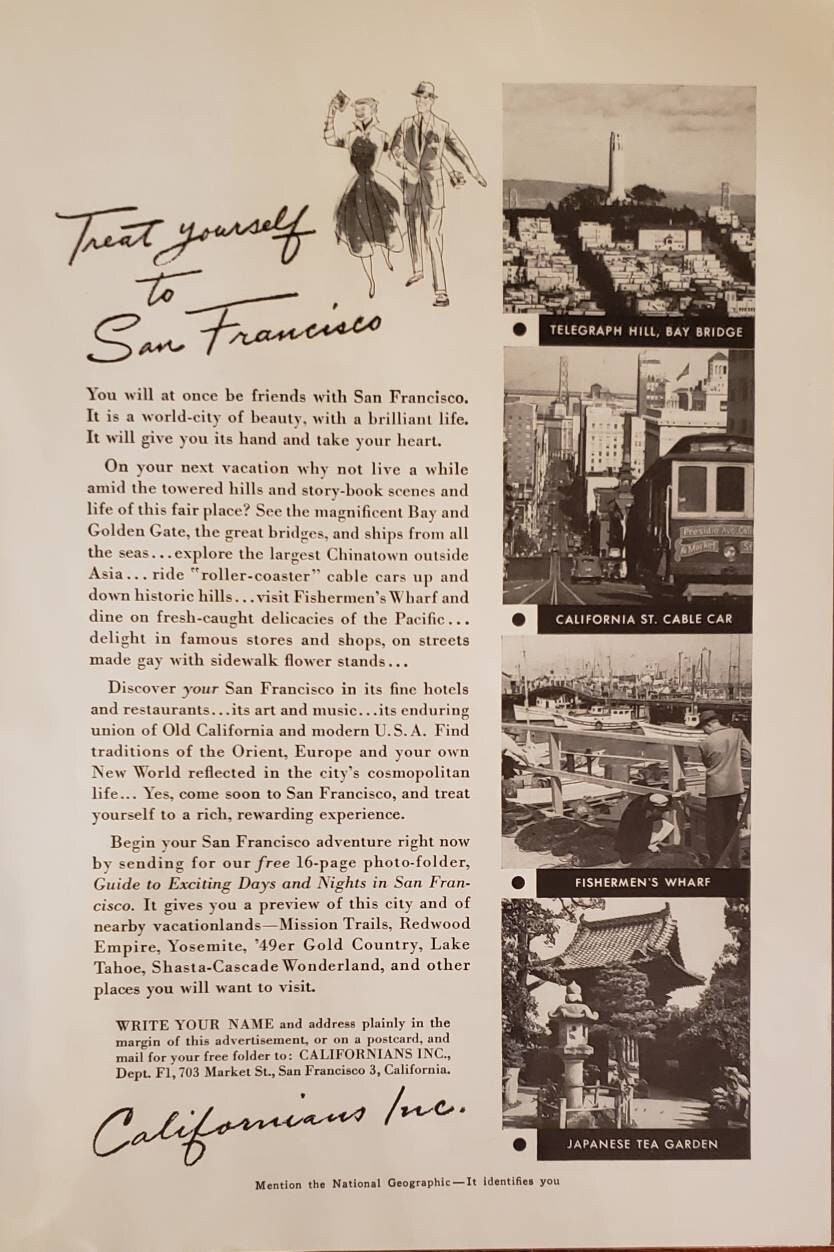 Treat yourself
to
San Francisco
You will at once be friends with San Francisco.
It is a world-city of beauty, with a brilliant life.
It will give you its hand and take your heart.
On your next vacation why not live a while
amid the towered hills and story-book scenes and
life of this fair place? See the magnificent Bay and
Golden Gate, the great bridges, and ships from all
the seas...explore the largest Chinatown outside
Asia... ride "roller-coaster" cable cars up and
down historic hills...visit Fishermen's Wharf and
dine on fresh-caught delicacies of the Pacific...
delight in famous stores and shops, on streets
made gay with sidewalk flower stands...
Discover your San Francisco in its fine hotels
and restaurants...its art and music...its enduring
union of Old California and modern U.S.A. Find
traditions of the Orient, Europe and your own
New World reflected in the city's cosmopolitan
life... Yes, come soon to San Francisco, and treat
yourself to a rich, rewarding experience.
Begin your San Francisco adventure right now
by sending for our free 16-page photo-folder,
Guide to Exciting Days and Nights in San Fran-
cisco. It gives you a preview of this city and of
nearby vacationlands—Mission Trails, Redwood
Empire, Yosemite, '49er Gold Country, Lake
Tahoe, Shasta-Cascade Wonderland, and other
places you will want to visit.
WRITE YOUR NAME and address plainly in the
margin of this advertisement, or on a postcard, and
mail for your free folder to: CALIFORNIANS INC.,
Dept. F1, 703 Market St., San Francisco 3, California.
Californians Inc.
TELEGRAPH HILL, BAY BRIDGE
Presidio Ave. Cali
& Market St
CALIFORNIA ST. CABLE CAR
FISHERMEN'S WHARF
JAPANESE TEA GARDEN
Mention the National Geographic—It identifies you